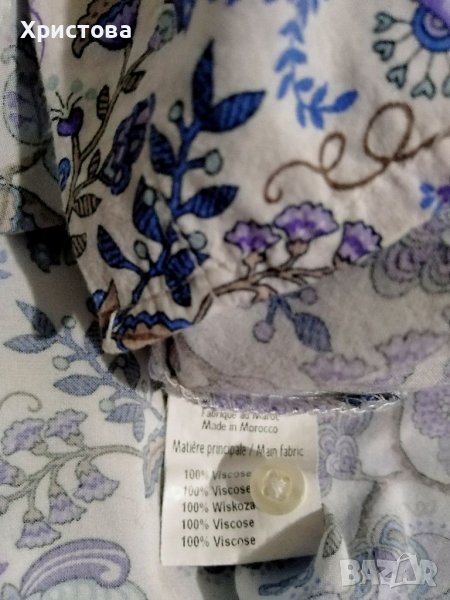 Христова
Fabriqué au Maroc
Made in Morocco
Matière principale / Main fabric
100% Viscose
100% Viscose
100% Wiskoza
100% Viscose
100% Viscose
BAZAR